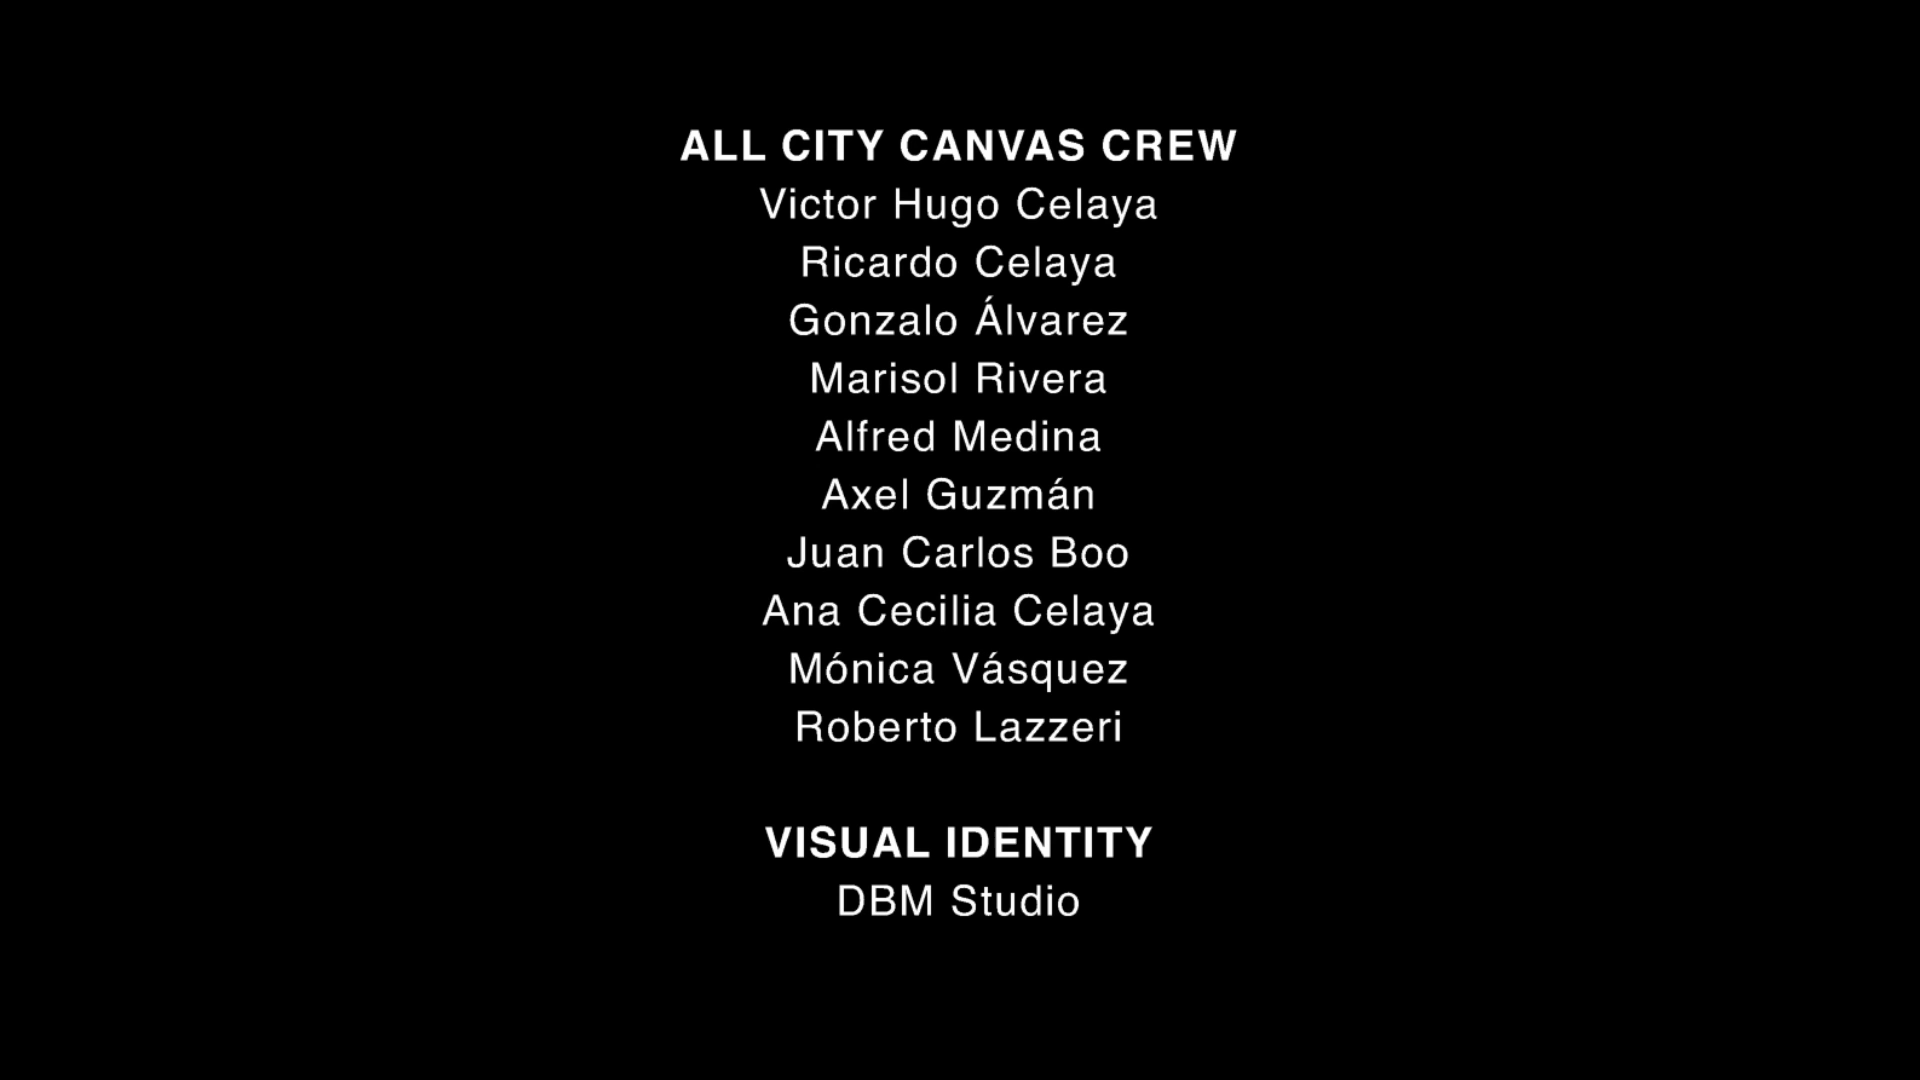 ALL CITY CANVAS CREW
Victor Hugo Celaya
Ricardo Celaya
Gonzalo Álvarez
Marisol Rivera
Alfred Medina
Axel Guzmán
Juan Carlos Boo
Ana Cecilia Celaya
Mónica Vásquez
Roberto Lazzeri
VISUAL IDENTITY
DBM Studio